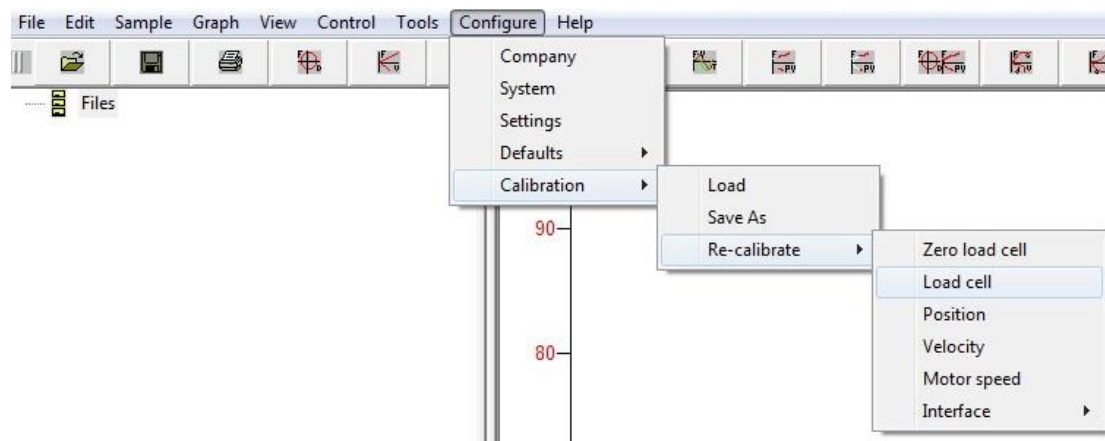 File Edit Sample Graph View Control Tools Configure Help
Files
Company
System
Settings
Defaults
Calibration
Load
Save As
Re-calibrate
Zero load cell
Load cell
Position
Velocity
Motor speed
Interface
90
80